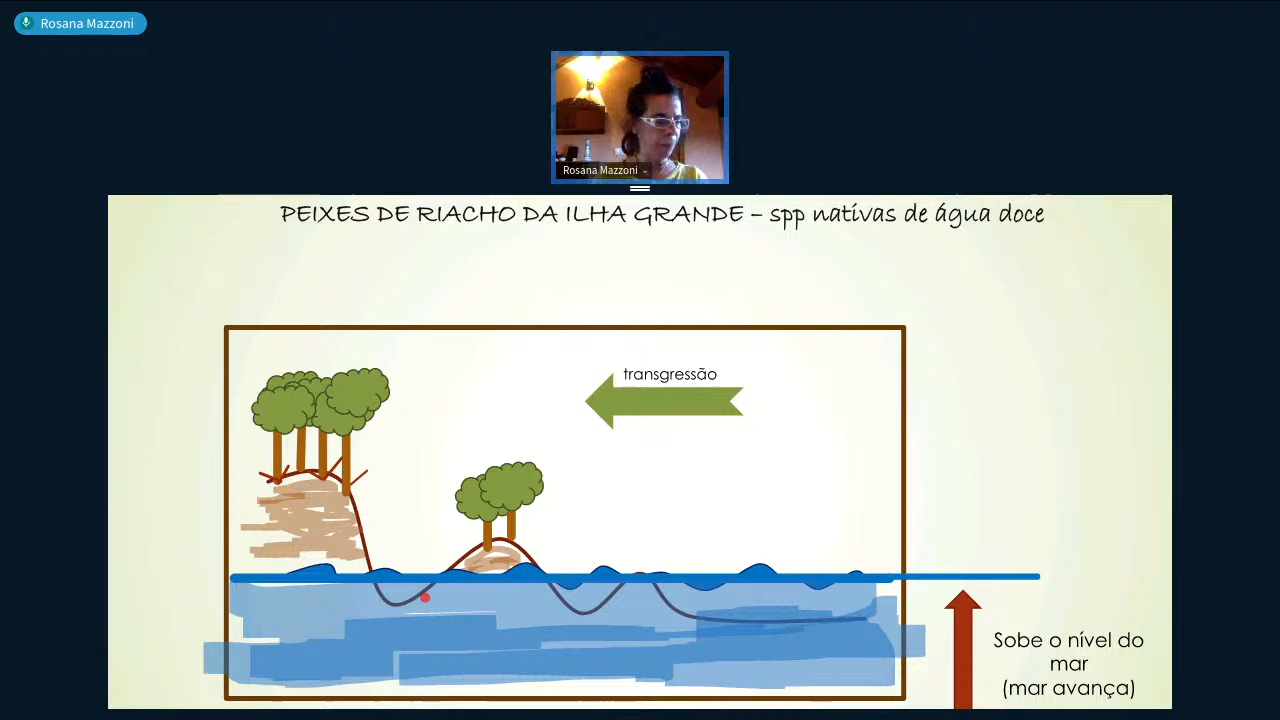 Rosana Mazzoni
Rosana Mazzoni
PEIXES DE RIACHO DA ILHA GRANDE – spp nativas de água doce
transgressão
Sobe o nível do
mar
(mar avança)